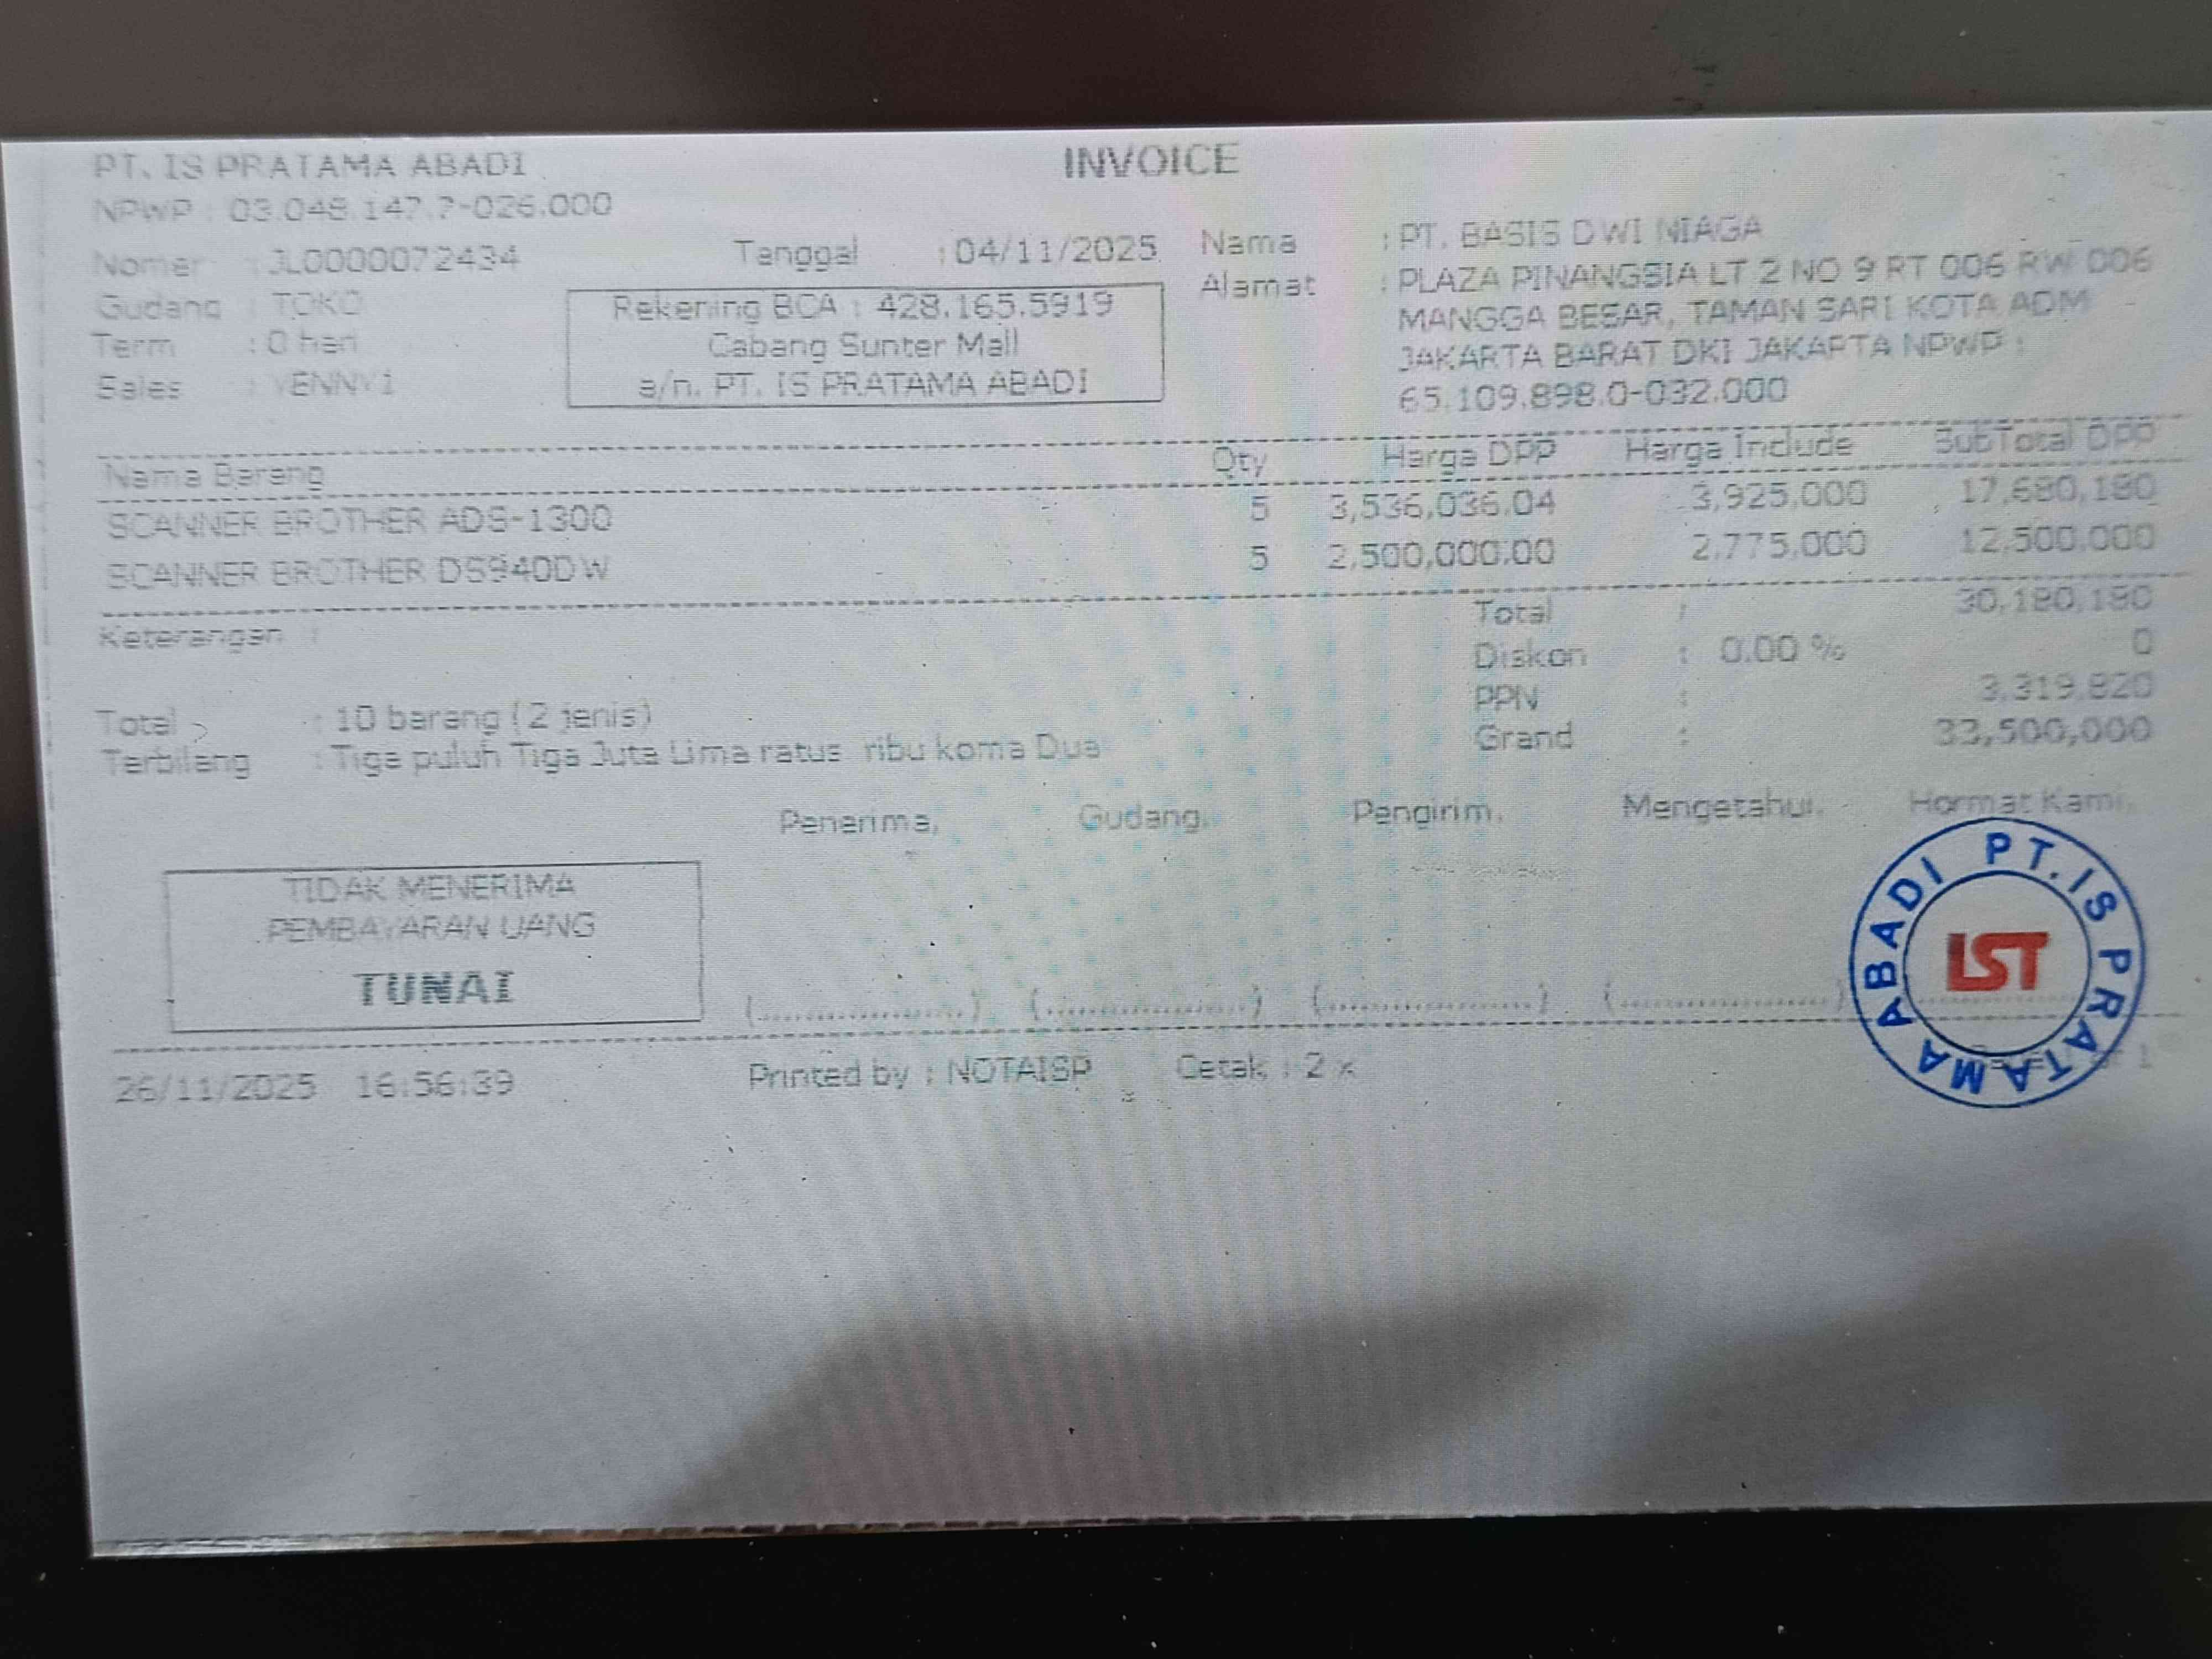 PT. IS PRATAMA ABADI
INVOICE
NPWP : 03.048.147.7-026.000
Nomer : JL0000072434
Tanggal : 04/11/2025
Gudang : TOKO
Term : 0 hari
Sales : YENNY1
Rekening BCA : 428.165.5919
Cabang Sunter Mall
a/n. PT. IS PRATAMA ABADI
Nama : PT. BASIS DWI NIAGA
Alamat : PLAZA PINANGSIA LT 2 NO 9 RT 006 RW 006
MANGGA BESAR, TAMAN SARI KOTA ADM
JAKARTA BARAT DKI JAKARTA NPWP :
65.109.898.0-032.000
Nama Barang Qty Harga DPP Harga Include SubTotal DPP
SCANNER BROTHER ADS-1300 5 3,536,036.04 3,925,000 17,680,180
SCANNER BROTHER DS940DW 5 2,500,000.00 2,775,000 12,500,000
Keterangan :
Total : 30,180,180
Diskon : 0.00 % 0
PPN : 3,319,820
Grand : 33,500,000
Total : 10 barang (2 jenis)
Terbilang : Tiga puluh Tiga Juta Lima ratus ribu koma Dua
Penerima, Gudang, Pengirim, Mengetahui, Hormat Kami,
TIDAK MENERIMA
PEMBAYARAN UANG
TUNAI
(....................) (....................) (....................) (....................)
PT. IS PRATAMA ABADI
IST
26/11/2025 16:56:39 Printed by : NOTAISP Cetak : 2 x